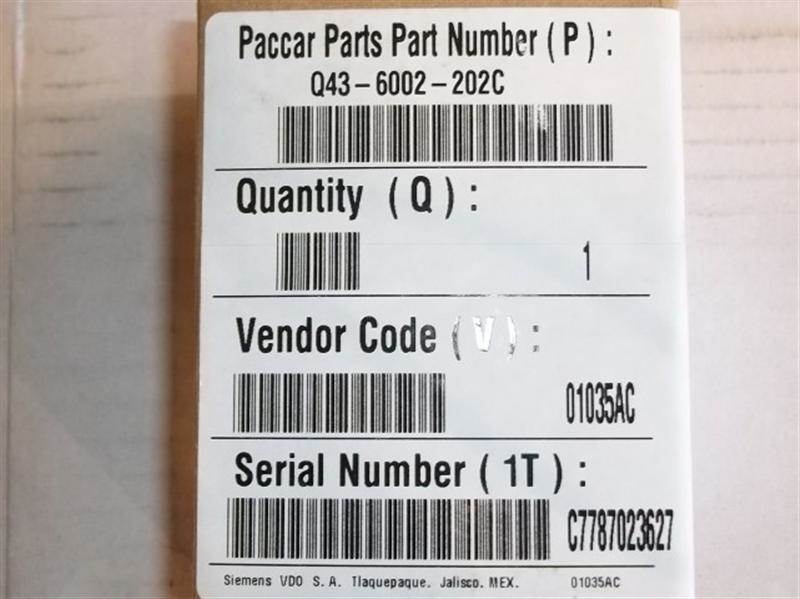 Paccar Parts Part Number (P) :
Q43-6002-202C
Quantity (Q) :
1
Vendor Code (V) :
01035AC
Serial Number (1T) :
C7787023627
Siemens VDO S.A. Tlaquepaque. Jalisco. MEX. 01035AC